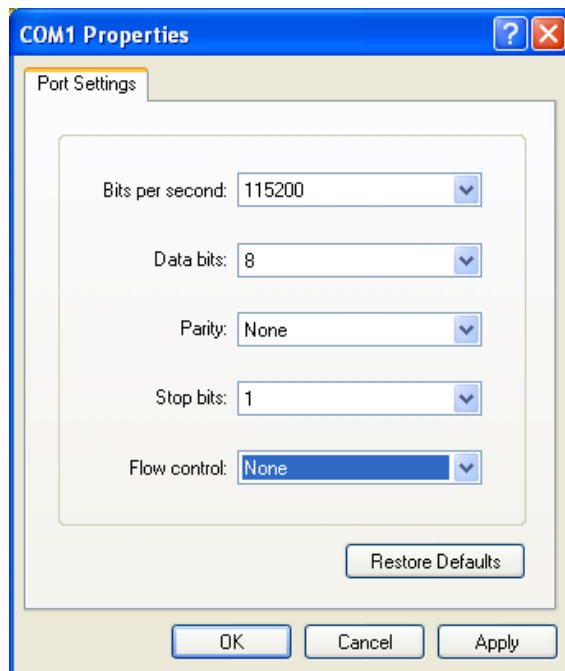 COM1 Properties
Port Settings
Bits per second: 115200
Data bits: 8
Parity: None
Stop bits: 1
Flow control: None
Restore Defaults
OK Cancel Apply